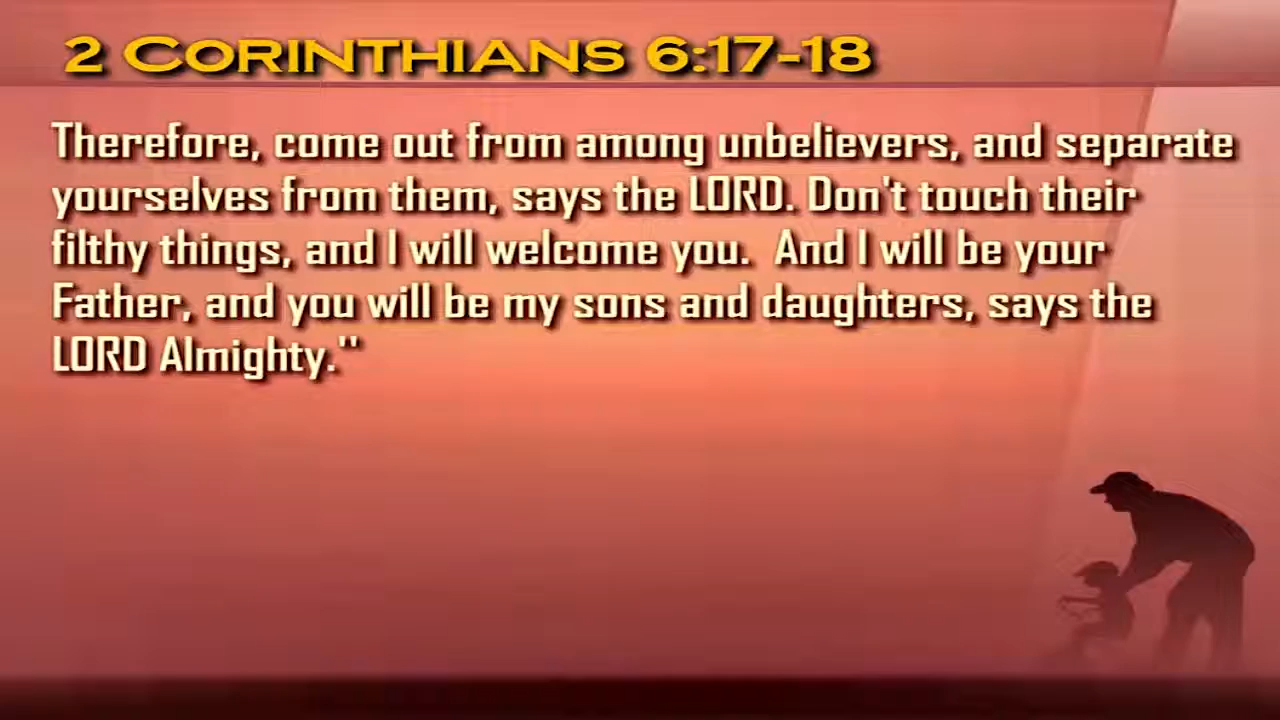 2 CORINTHIANS 6:17-18
Therefore, come out from among unbelievers, and separate
yourselves from them, says the LORD. Don't touch their
filthy things, and I will welcome you.  And I will be your
Father, and you will be my sons and daughters, says the
LORD Almighty."